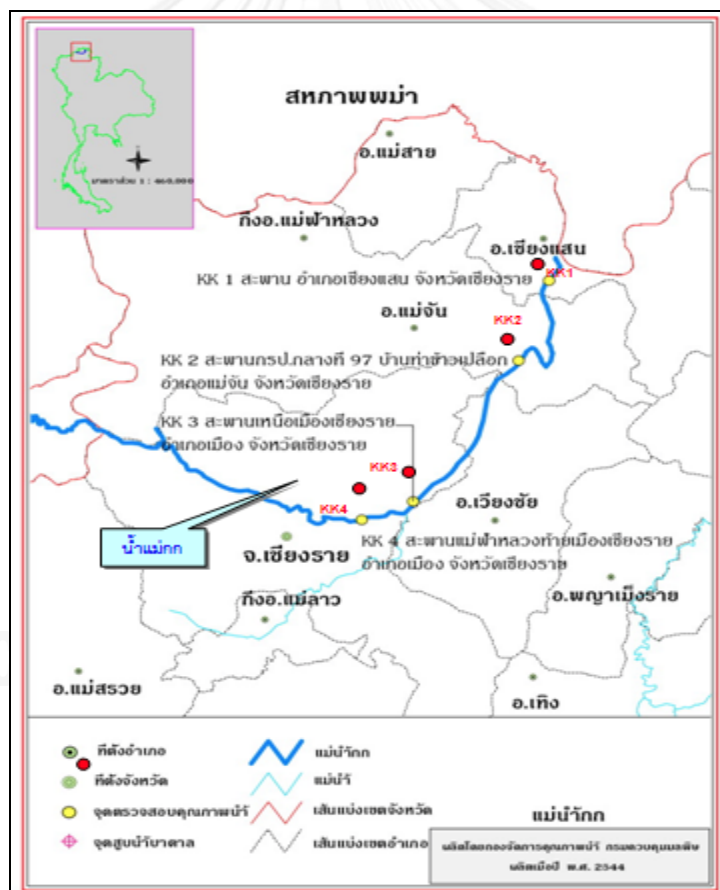 มาตราส่วน 1 : 460,000
สหภาพพม่า
อ.แม่สาย
กิ่งอ.แม่ฟ้าหลวง
อ.เชียงแสน
KK1
KK 1 สะพาน อำเภอเชียงแสน จังหวัดเชียงราย
อ.แม่จัน
KK2
KK 2 สะพานกรป.กลางที่ 97 บ้านท่าข้าวเปลือก
อำเภอแม่จัน จังหวัดเชียงราย
KK 3 สะพานเหนือเมืองเชียงราย
อำเภอเมือง จังหวัดเชียงราย
KK3
KK4
อ.เวียงชัย
น้ำแม่กก
จ.เชียงราย
KK 4 สะพานแม่ฟ้าหลวงท้ายเมืองเชียงราย
อำเภอเมือง จังหวัดเชียงราย
อ.พญาเม็งราย
กิ่งอ.แม่ลาว
อ.แม่สรวย
อ.เทิง
ที่ตั้งอำเภอ
แม่น้ำกก
ที่ตั้งจังหวัด
แม่น้ำ
จุดตรวจสอบคุณภาพน้ำ
เส้นแบ่งเขตจังหวัด
จุดสูบน้ำบาดาล
เส้นแบ่งเขตอำเภอ
แม่น้ำกก
ผลิตโดยกองจัดการคุณภาพน้ำ กรมควบคุมมลพิษ
ผลิตเมื่อปี พ.ศ. 2544